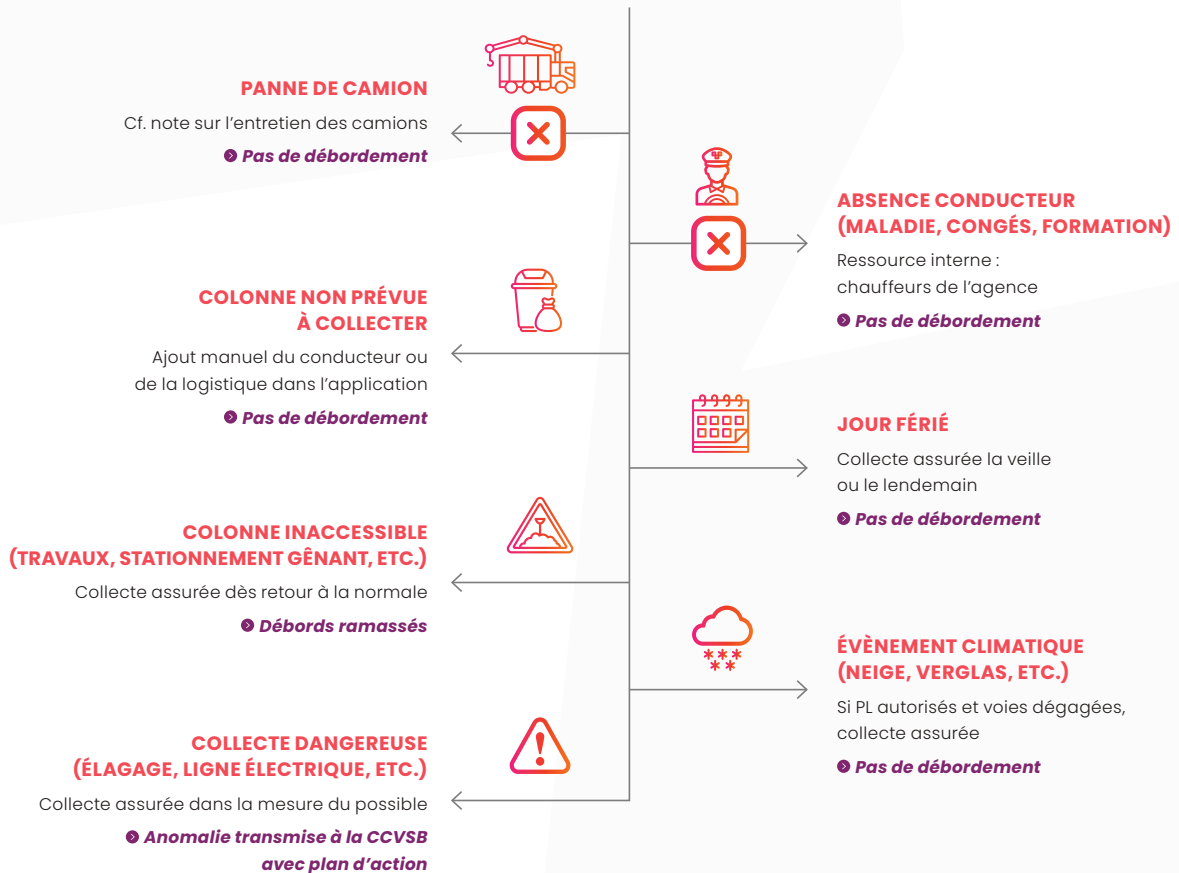 PANNE DE CAMION
Cf. note sur l’entretien des camions
Pas de débordement
ABSENCE CONDUCTEUR
(MALADIE, CONGÉS, FORMATION)
Ressource interne :
chauffeurs de l’agence
Pas de débordement
COLONNE NON PRÉVUE
À COLLECTER
Ajout manuel du conducteur ou
de la logistique dans l’application
Pas de débordement
JOUR FÉRIÉ
Collecte assurée la veille
ou le lendemain
Pas de débordement
COLONNE INACCESSIBLE
(TRAVAUX, STATIONNEMENT GÊNANT, ETC.)
Collecte assurée dès retour à la normale
Débords ramassés
ÉVÈNEMENT CLIMATIQUE
(NEIGE, VERGLAS, ETC.)
Si PL autorisés et voies dégagées,
collecte assurée
Pas de débordement
COLLECTE DANGEREUSE
(ÉLAGAGE, LIGNE ÉLECTRIQUE, ETC.)
Collecte assurée dans la mesure du possible
Anomalie transmise à la CCVSB
avec plan d’action